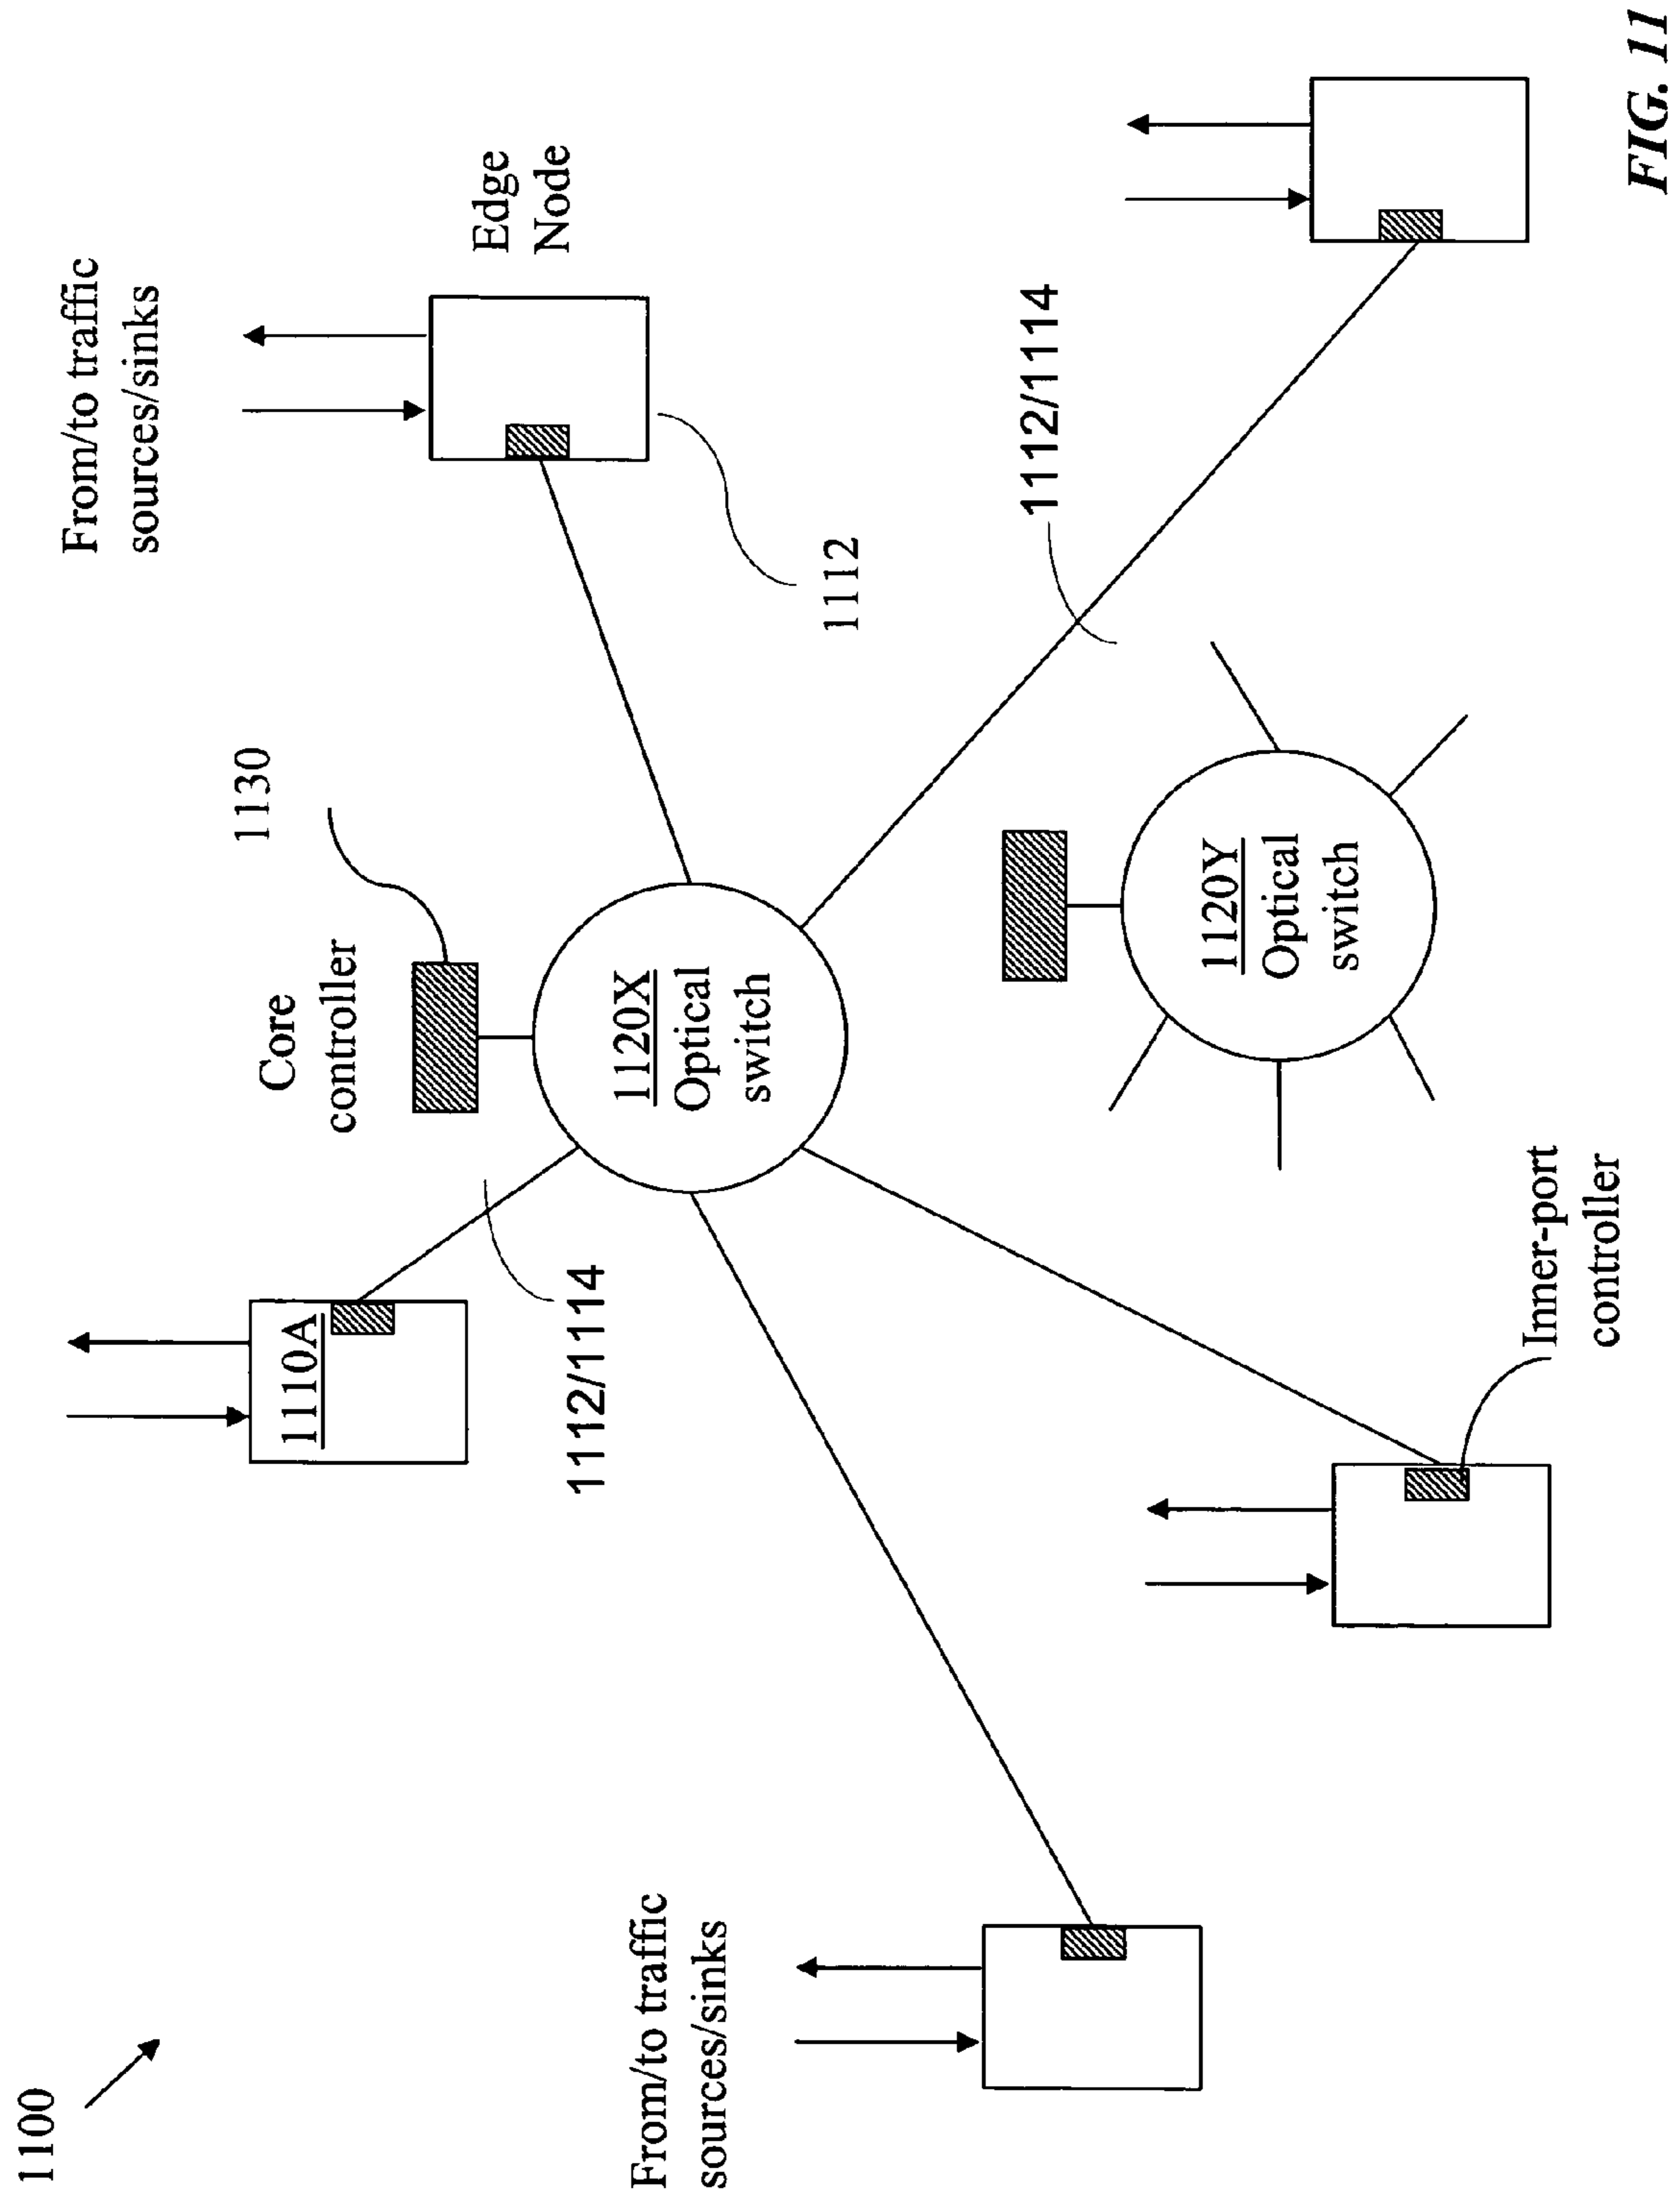 1100
From/to traffic
sources/sinks
1110A
1112/1114
Core
controller
1130
From/to traffic
sources/sinks
Edge
Node
1112
1120X
Optical
switch
1112/1114
1120Y
Optical
switch
Inner-port
controller
FIG. 11